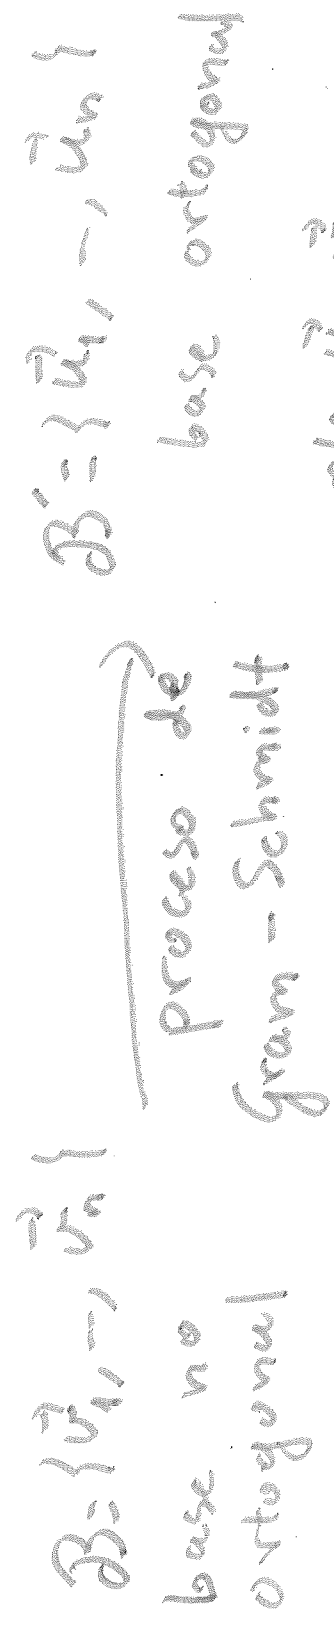 B = { v⃗1, –, v⃗n } B' = { u⃗1, –, u⃗n }
base no ortogonal
proceso de Gram - Schmidt
base ortogonal